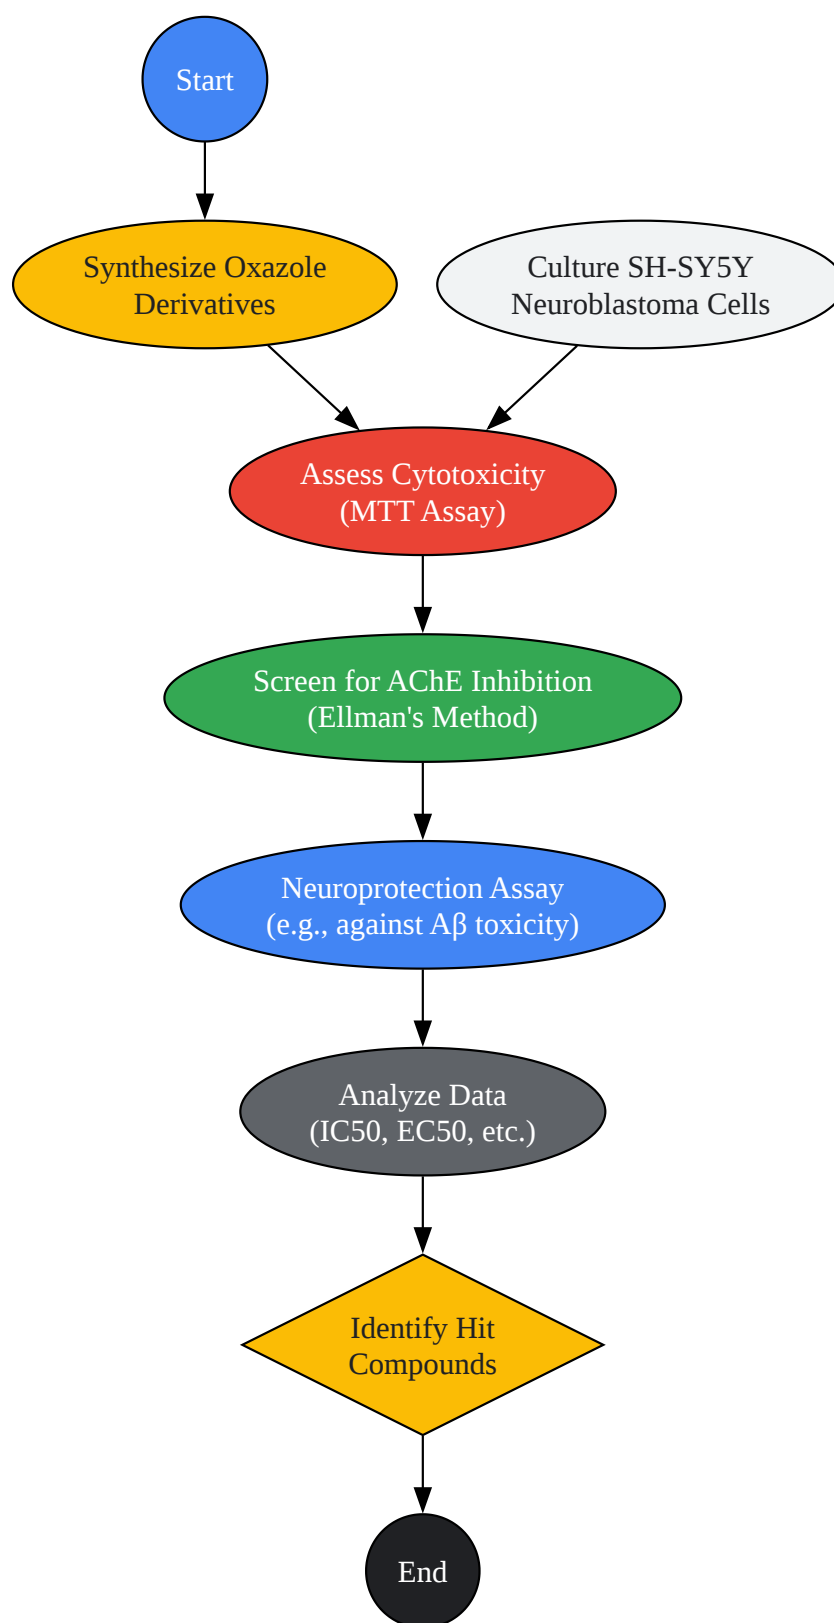 Start
Synthesize Oxazole
Derivatives
Culture SH-SY5Y
Neuroblastoma Cells
Assess Cytotoxicity
(MTT Assay)
Screen for AChE Inhibition
(Ellman's Method)
Neuroprotection Assay
(e.g., against Aβ toxicity)
Analyze Data
(IC50, EC50, etc.)
Identify Hit
Compounds
End